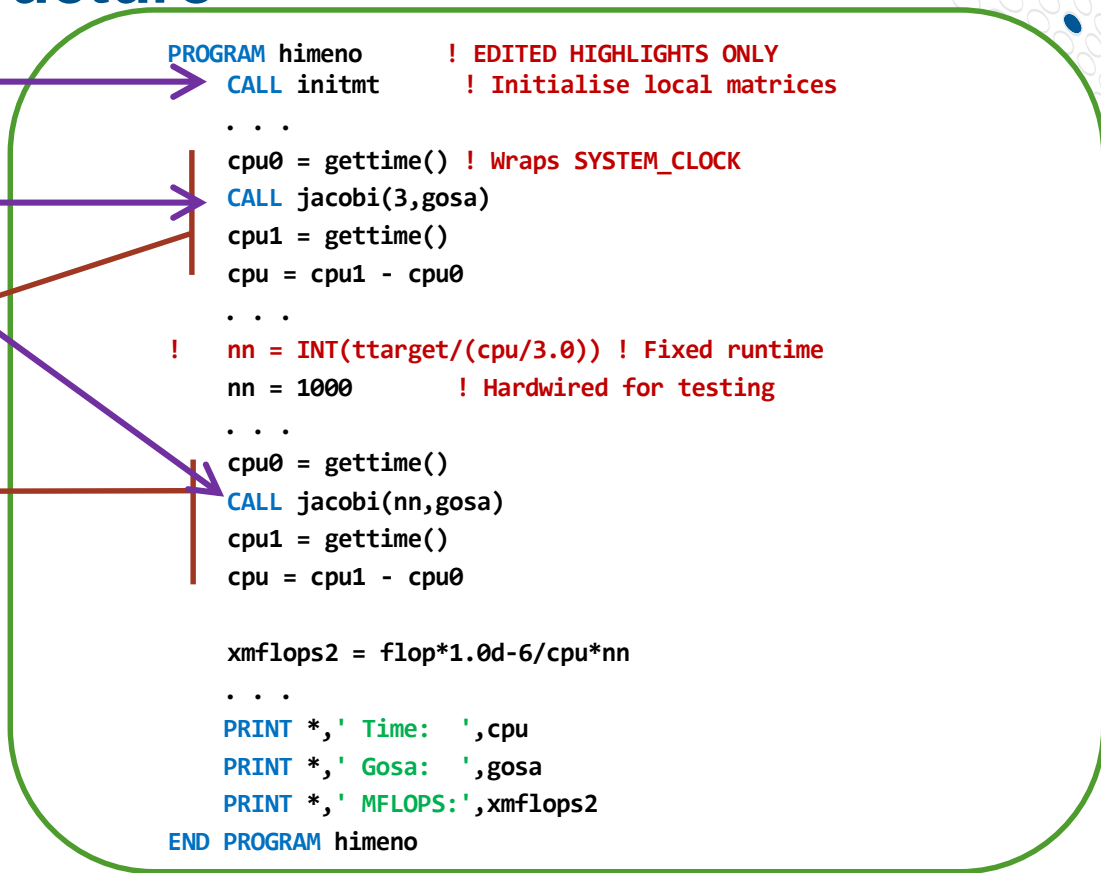 PROGRAM himeno ! EDITED HIGHLIGHTS ONLY
CALL initmt ! Initialise local matrices
. . .
cpu0 = gettime() ! Wraps SYSTEM_CLOCK
CALL jacobi(3,gosa)
cpu1 = gettime()
cpu = cpu1 - cpu0
. . .
! nn = INT(ttarget/(cpu/3.0)) ! Fixed runtime
nn = 1000 ! Hardwired for testing
. . .
cpu0 = gettime()
CALL jacobi(nn,gosa)
cpu1 = gettime()
cpu = cpu1 - cpu0
xmflops2 = flop*1.0d-6/cpu*nn
. . .
PRINT *,' Time: ',cpu
PRINT *,' Gosa: ',gosa
PRINT *,' MFLOPS:',xmflops2
END PROGRAM himeno